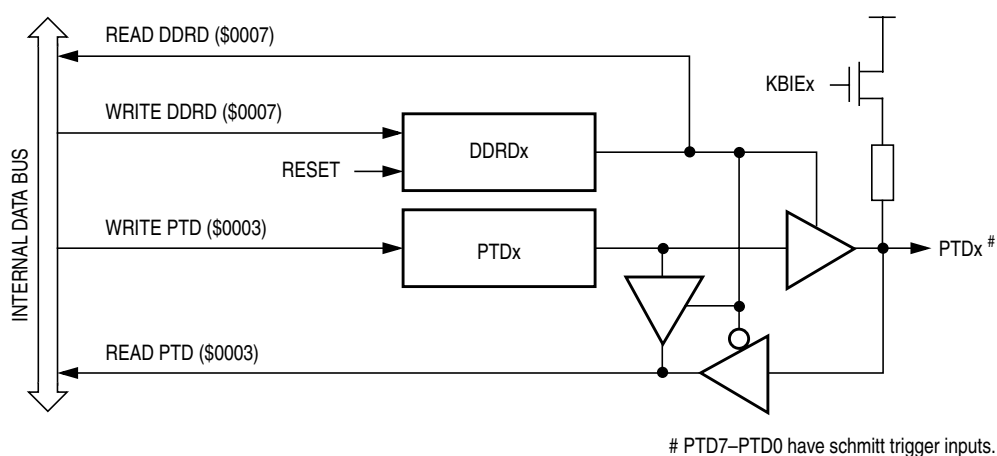 READ DDRD ($0007)
KBIEx
WRITE DDRD ($0007)
DDRDx
RESET
INTERNAL DATA BUS
WRITE PTD ($0003)
PTDx
PTDx #
READ PTD ($0003)
# PTD7–PTD0 have schmitt trigger inputs.